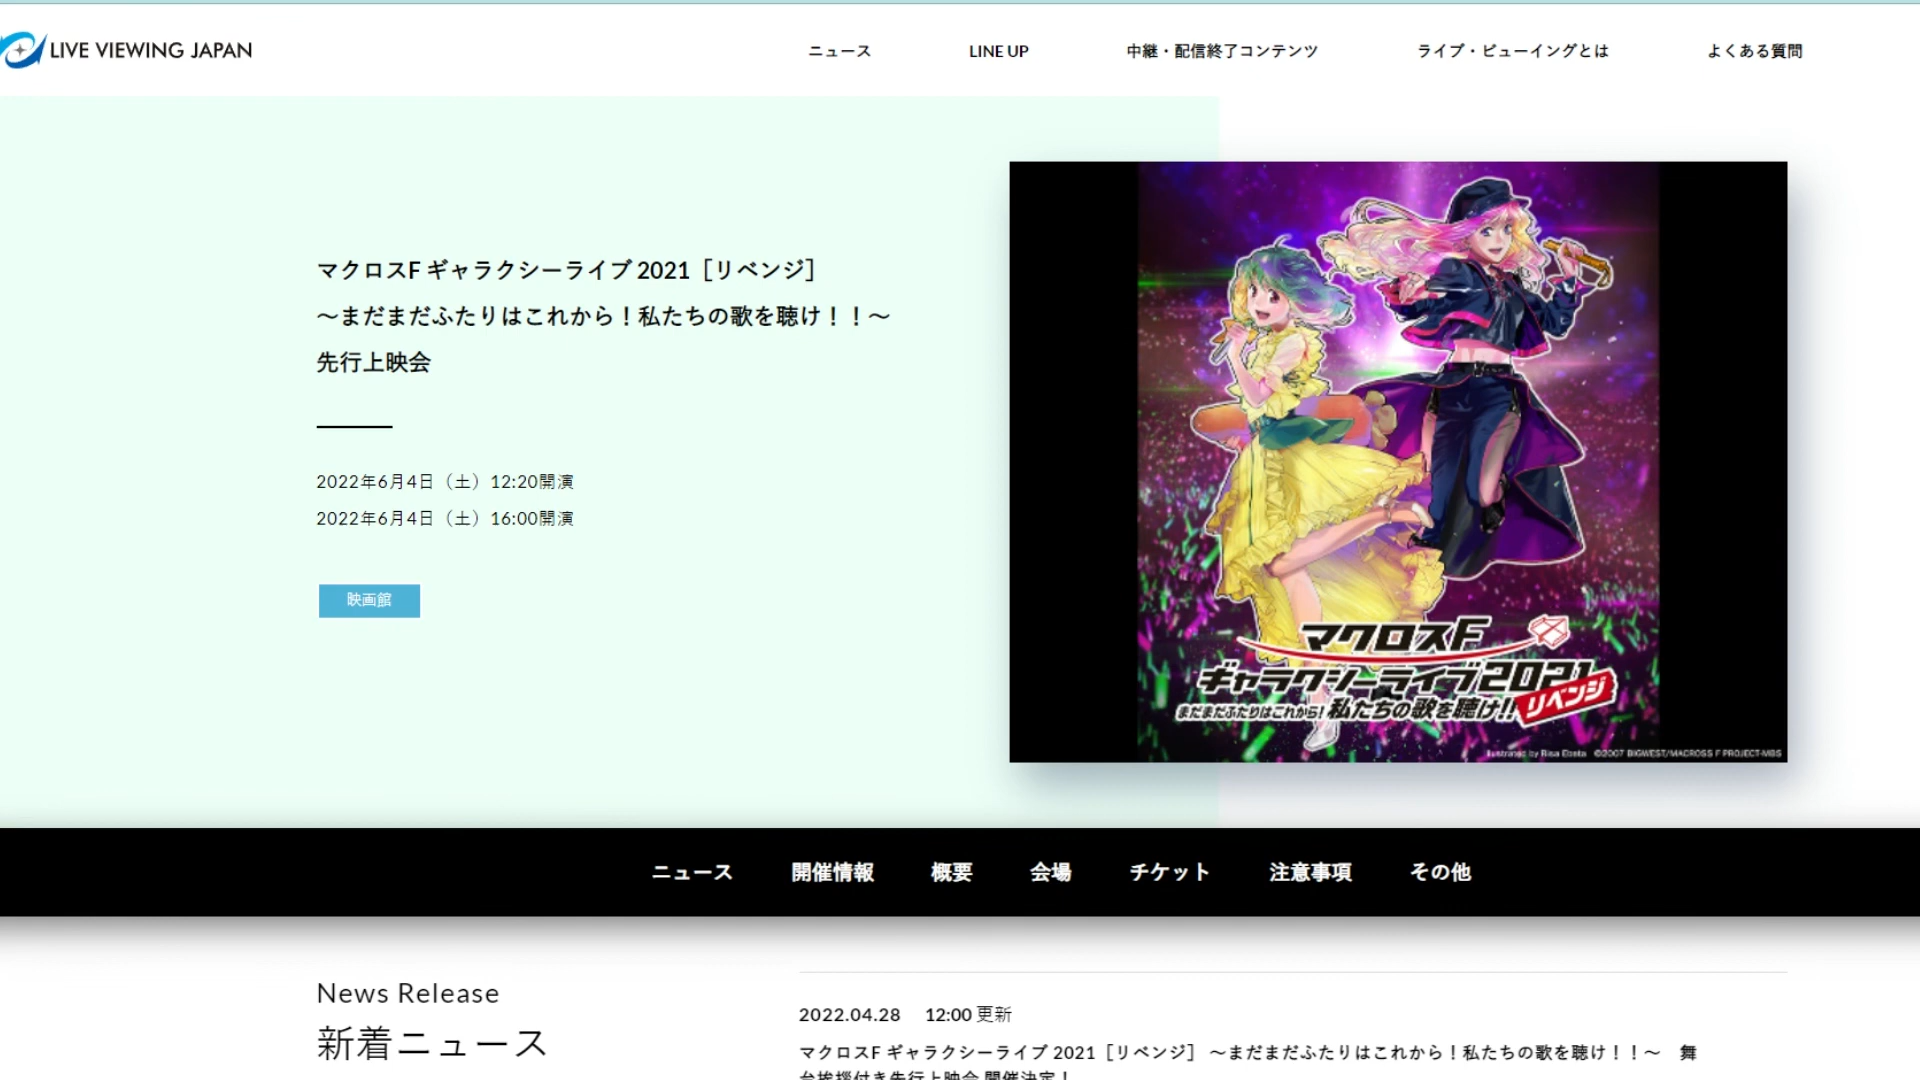 LIVE VIEWING JAPAN
ニュース
LINE UP
中継・配信終了コンテンツ
ライブ・ビューイングとは
よくある質問
マクロスF ギャラクシーライブ 2021［リベンジ］
～まだまだふたりはこれから！私たちの歌を聴け！！～
先行上映会
2022年6月4日（土）12:20開演
2022年6月4日（土）16:00開演
映画館
マクロスF
ギャラクシーライブ2021
リベンジ
まだまだふたりはこれから! 私たちの歌を聴け!!
Illustrated by Risa Ebata ©2007 BIGWEST/MACROSS F PROJECT・MBS
ニュース
開催情報
概要
会場
チケット
注意事項
その他
News Release
新着ニュース
2022.04.28 12:00 更新
マクロスF ギャラクシーライブ 2021［リベンジ］ ～まだまだふたりはこれから！私たちの歌を聴け！！～　舞
台挨拶付き先行上映会 開催決定！